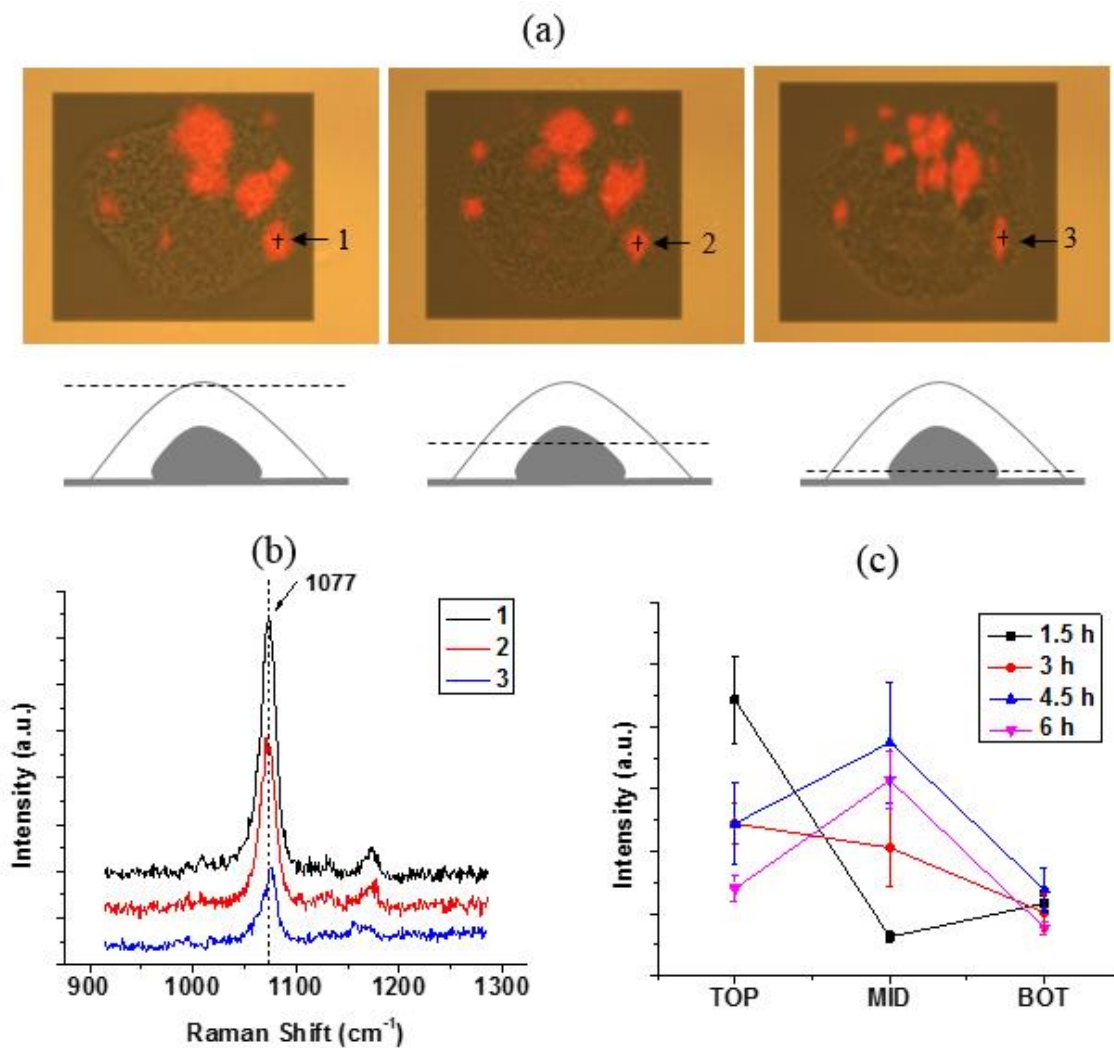 (a)
1
2
3
(b)
1077
1
2
3
Intensity (a.u.)
900 1000 1100 1200 1300
Raman Shift (cm⁻¹)
(c)
1.5 h
3 h
4.5 h
6 h
Intensity (a.u.)
TOP MID BOT